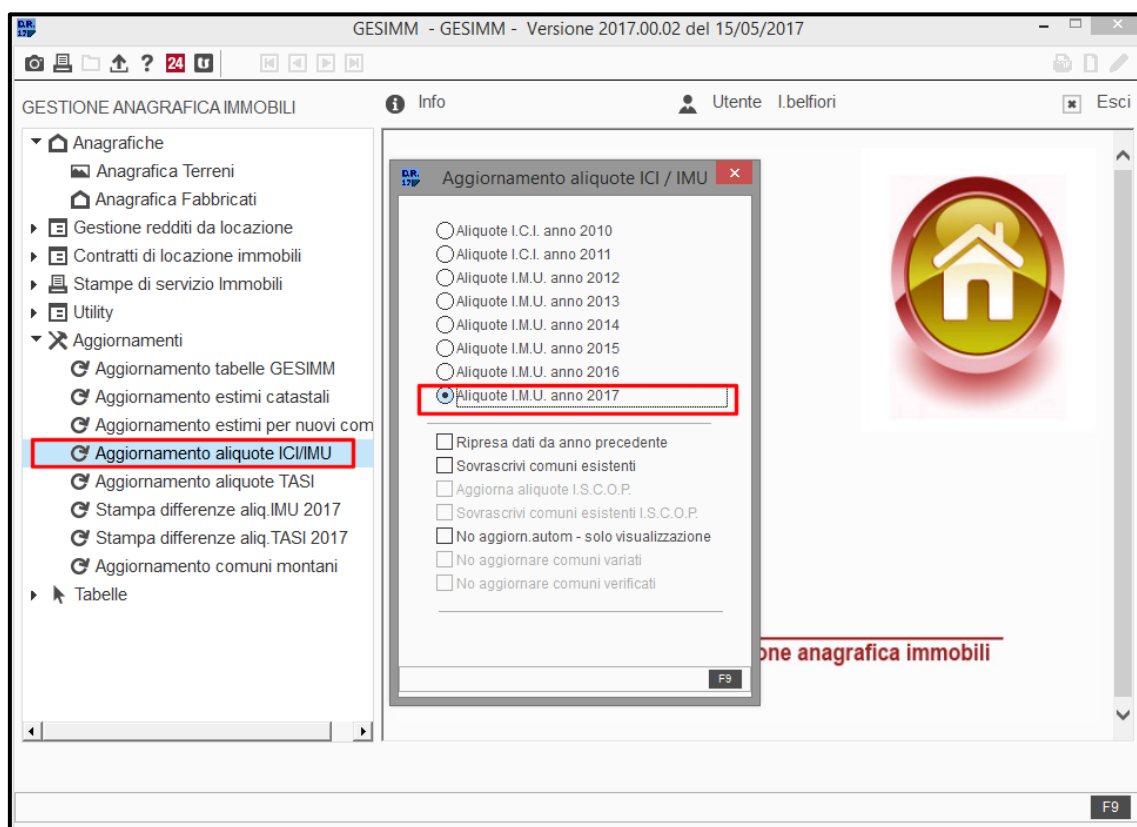 D.R.
17
GESIMM - GESIMM - Versione 2017.00.02 del 15/05/2017
? 24 U
GESTIONE ANAGRAFICA IMMOBILI
Info
Utente l.belfiori
Esci
Anagrafiche
Anagrafica Terreni
Anagrafica Fabbricati
Gestione redditi da locazione
Contratti di locazione immobili
Stampe di servizio Immobili
Utility
Aggiornamenti
Aggiornamento tabelle GESIMM
Aggiornamento estimi catastali
Aggiornamento estimi per nuovi com
Aggiornamento aliquote ICI/IMU
Aggiornamento aliquote TASI
Stampa differenze aliq.IMU 2017
Stampa differenze aliq.TASI 2017
Aggiornamento comuni montani
Tabelle
D.R.
17
Aggiornamento aliquote ICI / IMU
Aliquote I.C.I. anno 2010
Aliquote I.C.I. anno 2011
Aliquote I.M.U. anno 2012
Aliquote I.M.U. anno 2013
Aliquote I.M.U. anno 2014
Aliquote I.M.U. anno 2015
Aliquote I.M.U. anno 2016
Aliquote I.M.U. anno 2017
Ripresa dati da anno precedente
Sovrascrivi comuni esistenti
Aggiorna aliquote I.S.C.O.P.
Sovrascrivi comuni esistenti I.S.C.O.P.
No aggiorn.autom - solo visualizzazione
No aggiornare comuni variati
No aggiornare comuni verificati
F9
one anagrafica immobili
F9